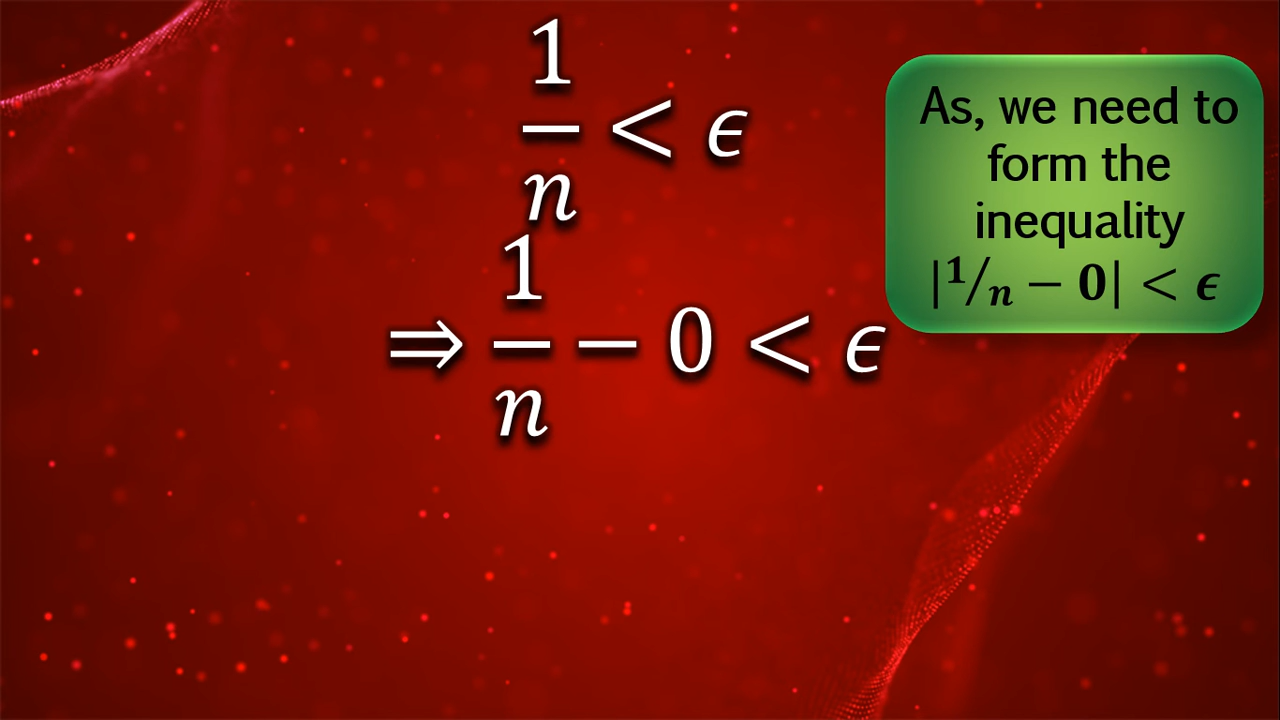 1/n < ϵ
⇒ 1/n − 0 < ϵ
As, we need to
form the
inequality
|1/n − 0| < ϵ